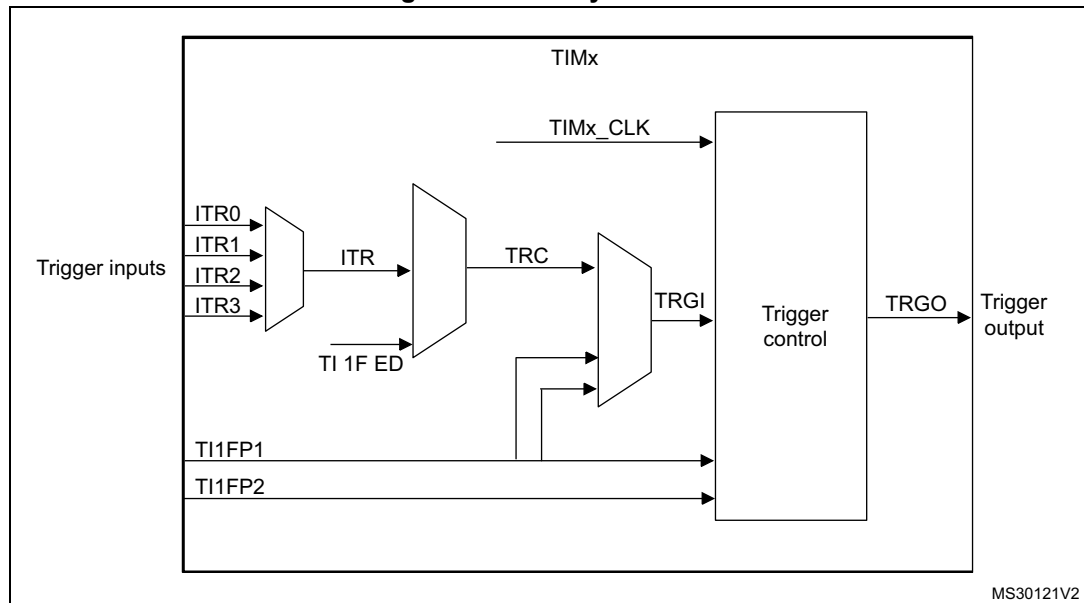 TIMx
TIMx_CLK
ITR0
ITR1
ITR2
ITR3
Trigger inputs
ITR
TI 1F ED
TRC
TRGI
Trigger
control
TRGO
Trigger
output
TI1FP1
TI1FP2
MS30121V2